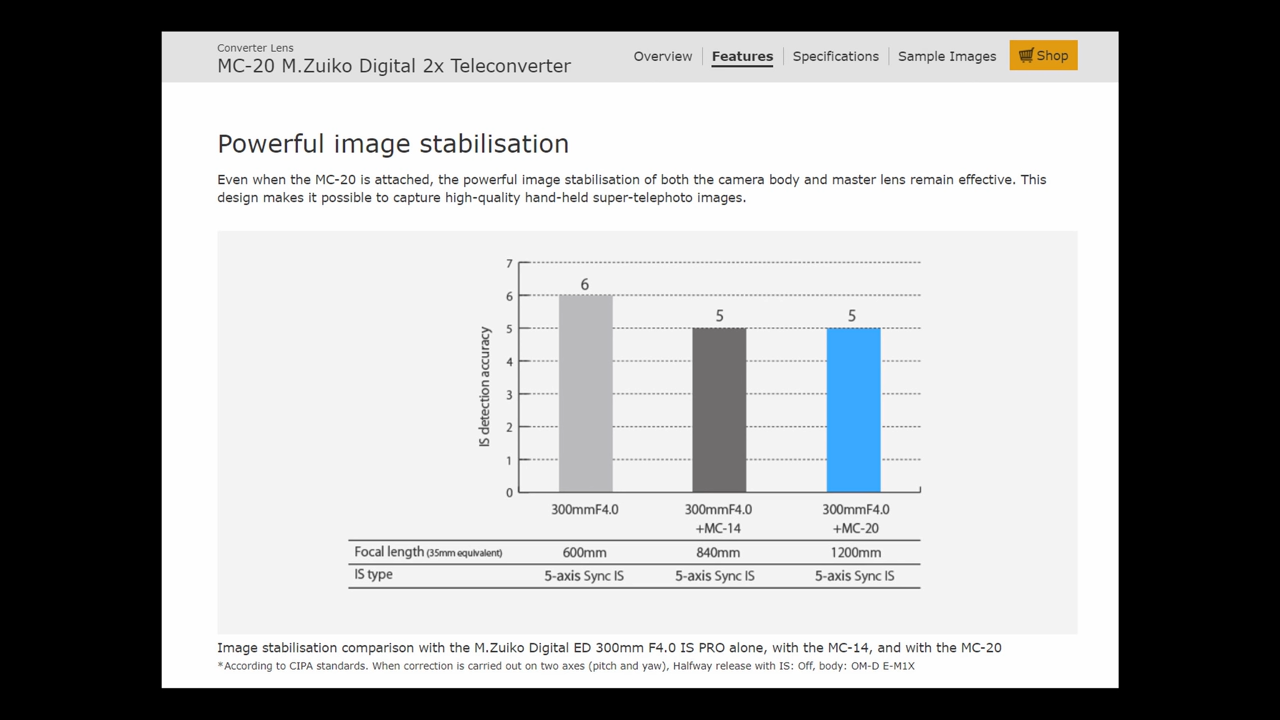 Converter Lens
MC-20 M.Zuiko Digital 2x Teleconverter
Overview
Features
Specifications
Sample Images
Shop
Powerful image stabilisation
Even when the MC-20 is attached, the powerful image stabilisation of both the camera body and master lens remain effective. This
design makes it possible to capture high-quality hand-held super-telephoto images.
IS detection accuracy
7
6
5
4
3
2
1
0
6
5
5
300mmF4.0
300mmF4.0
+MC-14
300mmF4.0
+MC-20
Focal length (35mm equivalent) 600mm 840mm 1200mm
IS type 5-axis Sync IS 5-axis Sync IS 5-axis Sync IS
Image stabilisation comparison with the M.Zuiko Digital ED 300mm F4.0 IS PRO alone, with the MC-14, and with the MC-20
*According to CIPA standards. When correction is carried out on two axes (pitch and yaw), Halfway release with IS: Off, body: OM-D E-M1X